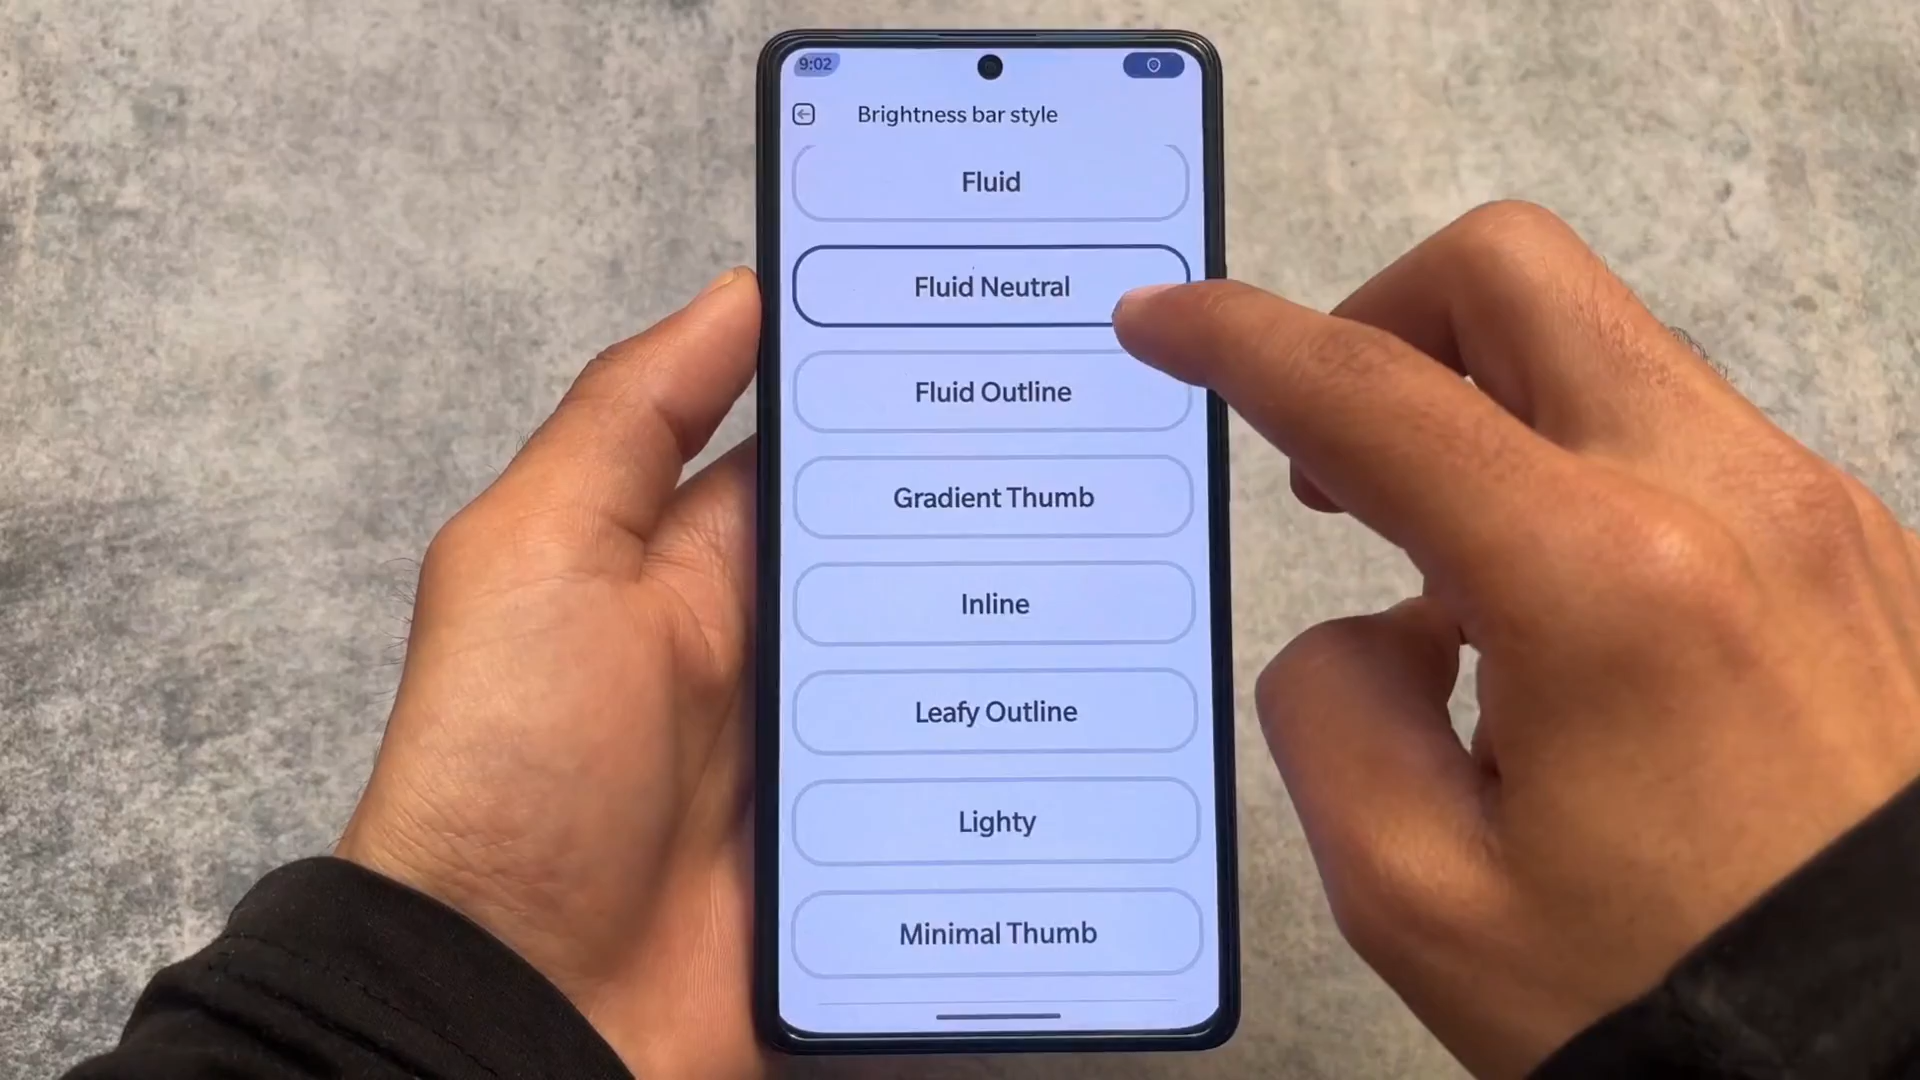 9:02
Brightness bar style
Fluid
Fluid Neutral
Fluid Outline
Gradient Thumb
Inline
Leafy Outline
Lighty
Minimal Thumb